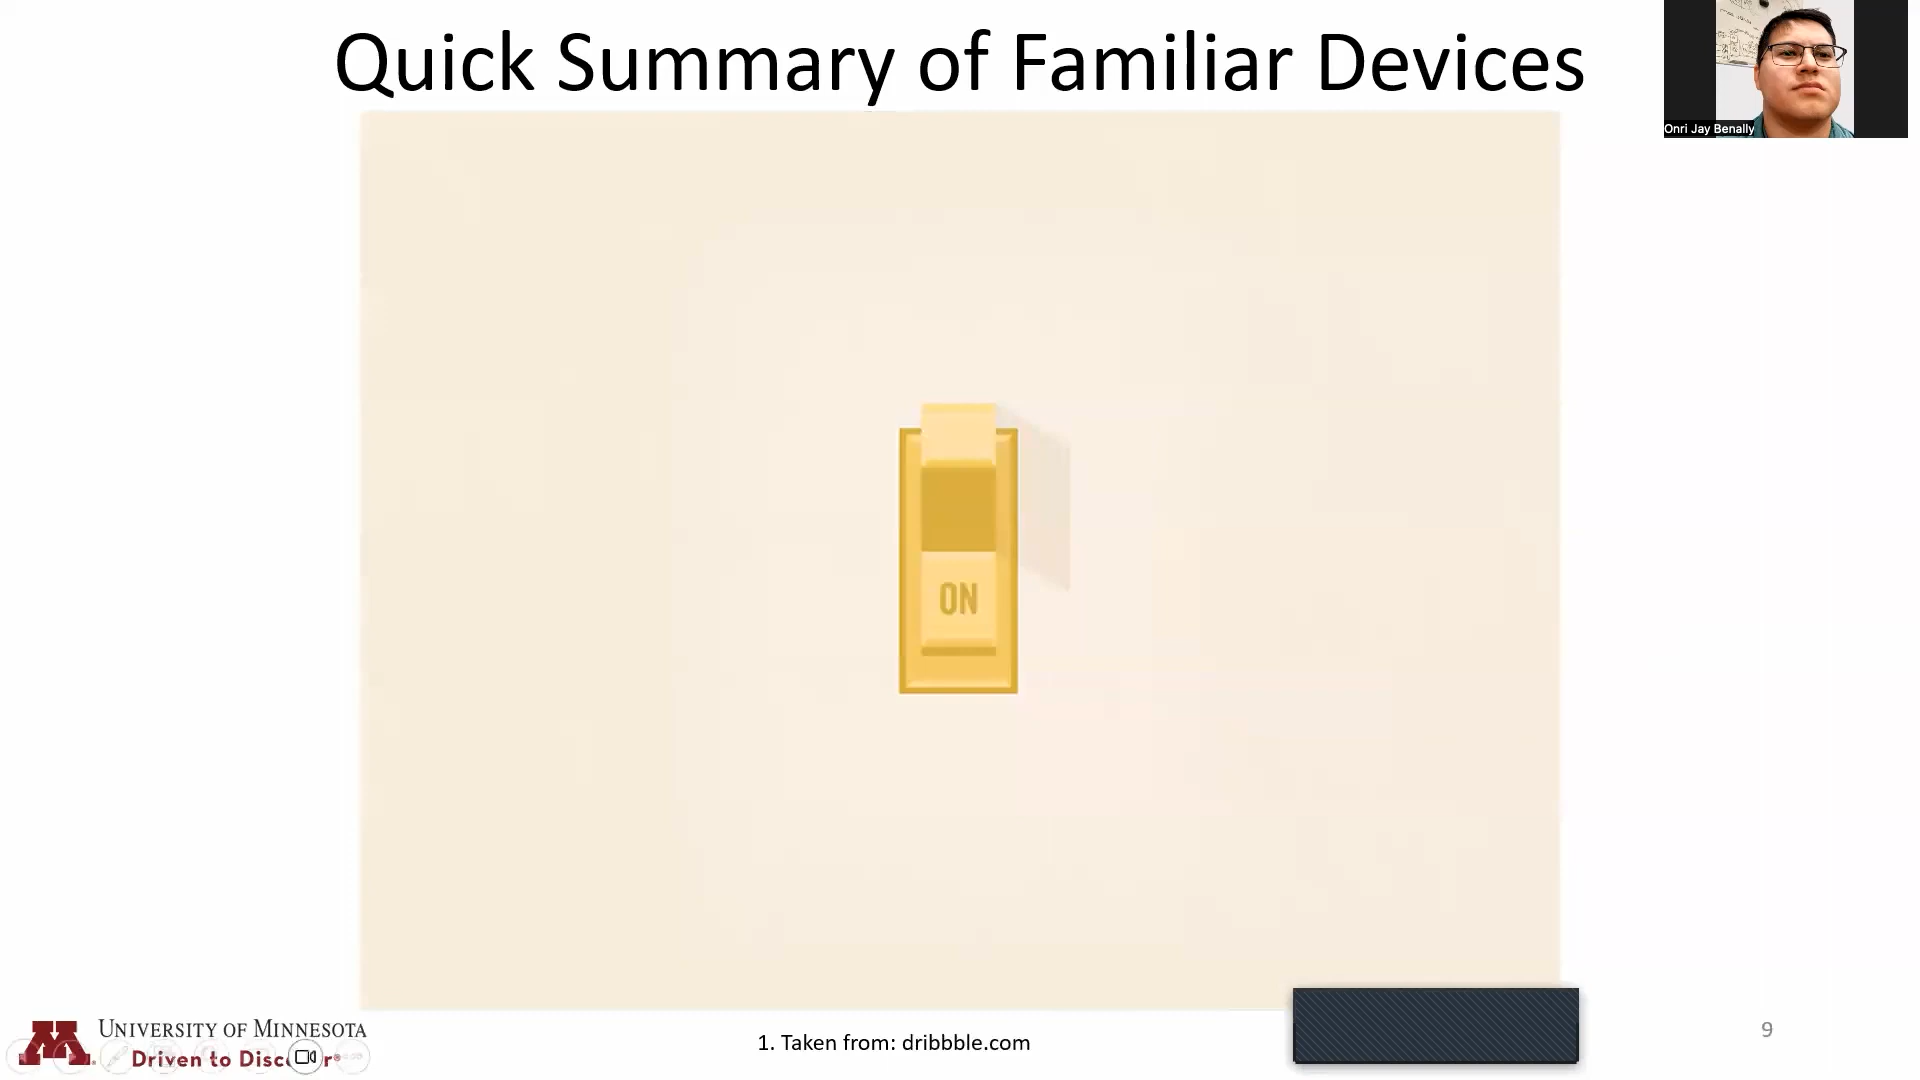 Quick Summary of Familiar Devices
Onri Jay Benally
ON
UNIVERSITY OF MINNESOTA
Driven to
1. Taken from: dribbble.com
9